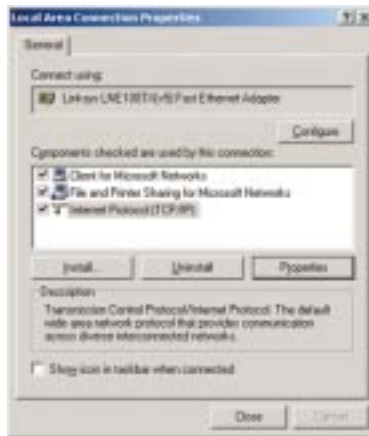 Local Area Connection Properties
General
Connect using:
Linksys LNE100TX(v5) Fast Ethernet Adapter
Configure
Components checked are used by this connection:
Client for Microsoft Networks
File and Printer Sharing for Microsoft Networks
Internet Protocol (TCP/IP)
Install...
Uninstall
Properties
Description
Transmission Control Protocol/Internet Protocol. The default
wide area network protocol that provides communication
across diverse interconnected networks.
Show icon in taskbar when connected
Close
Cancel